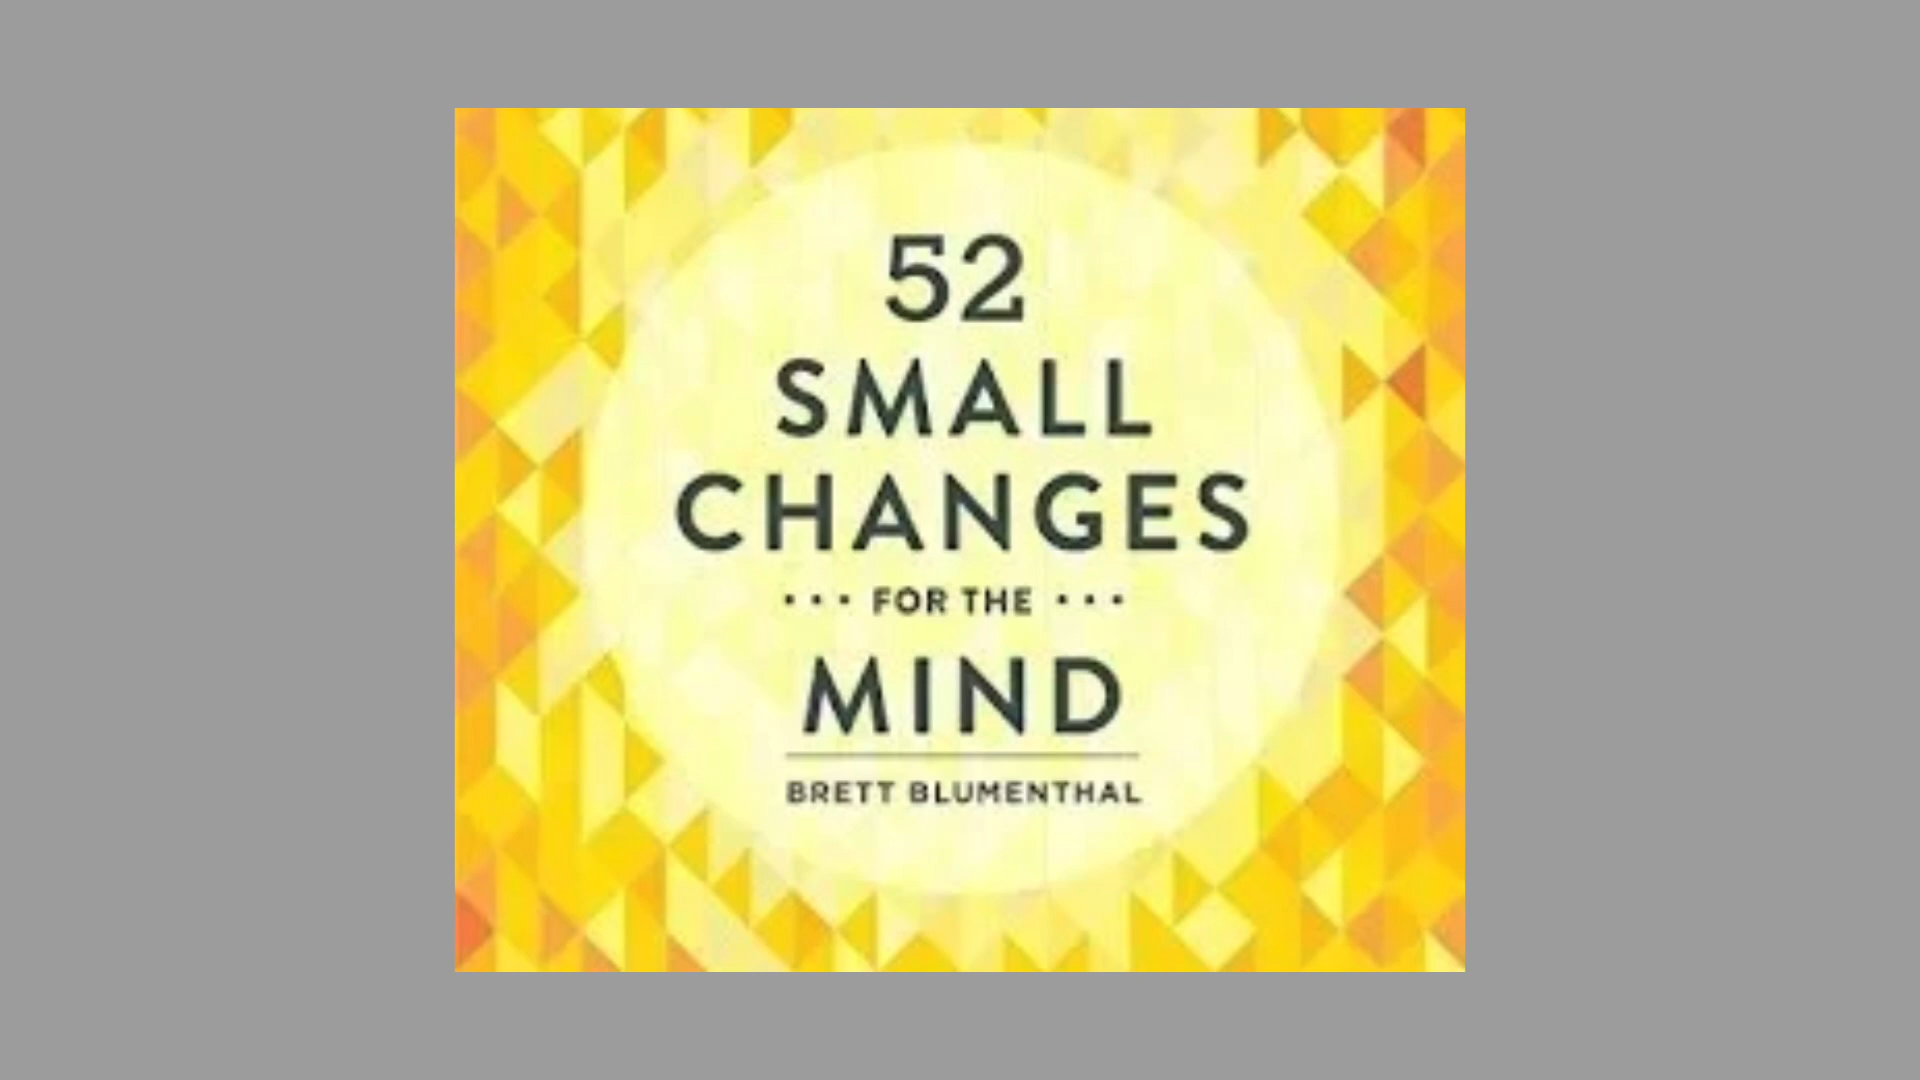 52
SMALL
CHANGES
••• FOR THE •••
MIND
BRETT BLUMENTHAL